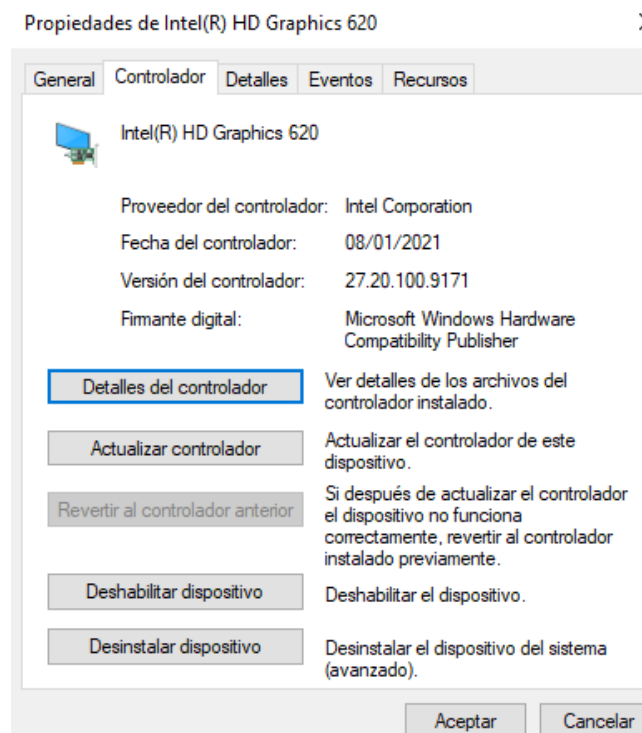 Propiedades de Intel(R) HD Graphics 620
General Controlador Detalles Eventos Recursos
Intel(R) HD Graphics 620
Proveedor del controlador: Intel Corporation
Fecha del controlador: 08/01/2021
Versión del controlador: 27.20.100.9171
Firmante digital: Microsoft Windows Hardware
Compatibility Publisher
Detalles del controlador
Ver detalles de los archivos del
controlador instalado.
Actualizar controlador
Actualizar el controlador de este
dispositivo.
Revertir al controlador anterior
Si después de actualizar el controlador
el dispositivo no funciona
correctamente, revertir al controlador
instalado previamente.
Deshabilitar dispositivo
Deshabilitar el dispositivo.
Desinstalar dispositivo
Desinstalar el dispositivo del sistema
(avanzado).
Aceptar Cancelar